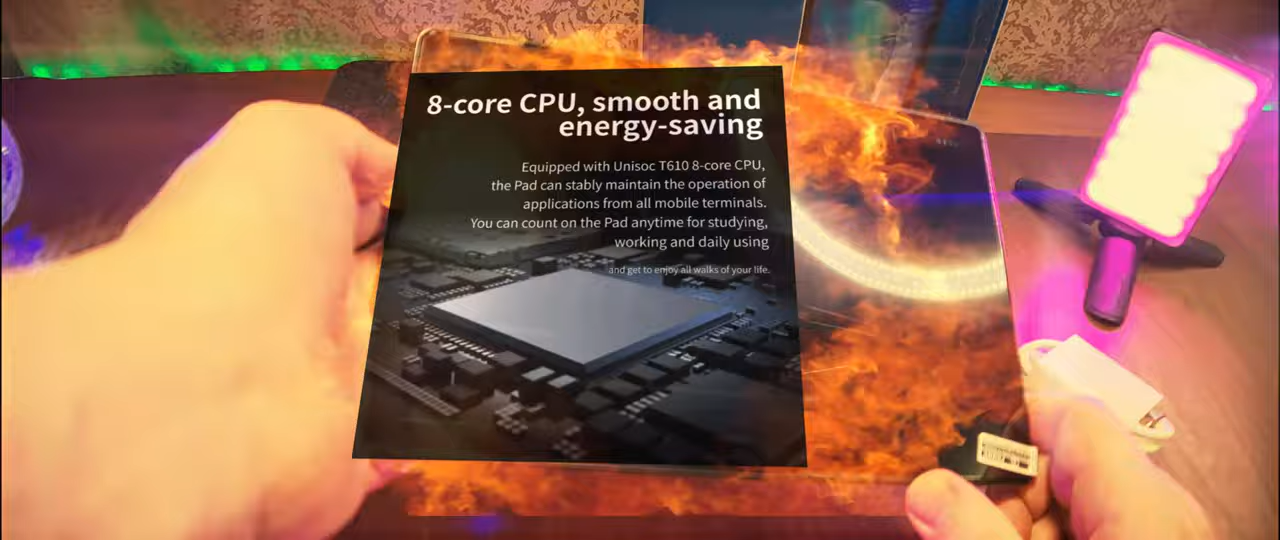 8-core CPU, smooth and
energy-saving
Equipped with Unisoc T610 8-core CPU,
the Pad can stably maintain the operation of
applications from all mobile terminals.
You can count on the Pad anytime for studying,
working and daily using
and get to enjoy all walks of your life.